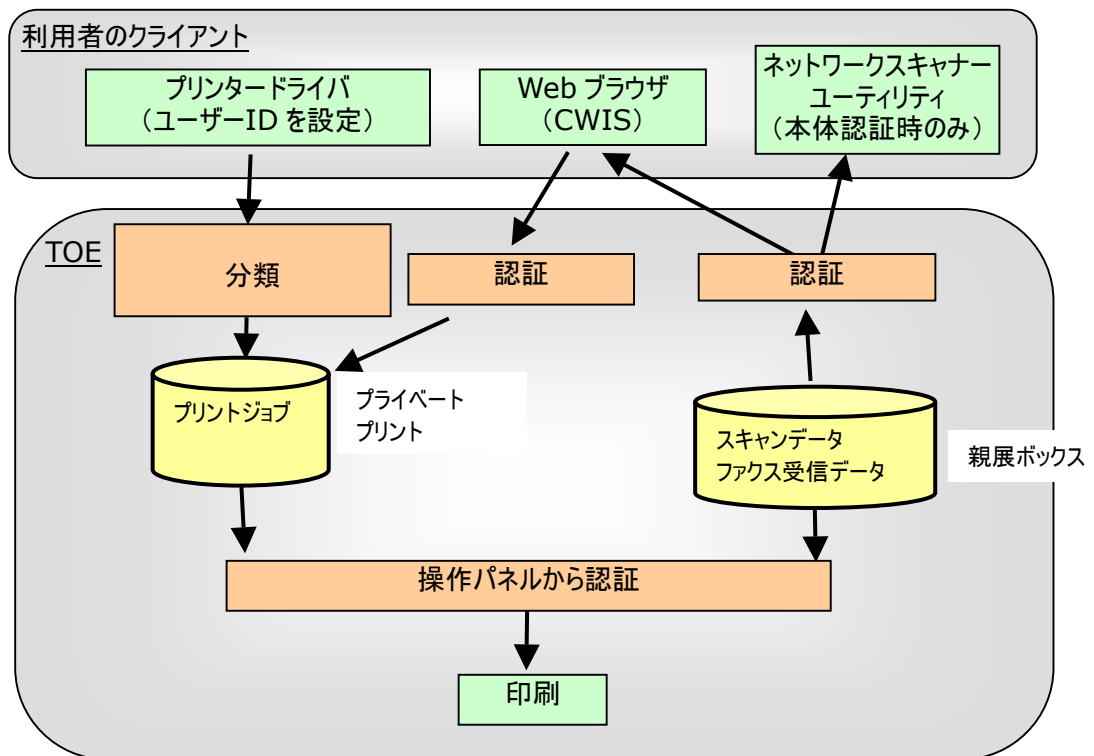 利用者のクライアント
プリンタードライバ
(ユーザーID を設定)
Web ブラウザ
(CWIS)
ネットワークスキャナー
ユーティリティ
(本体認証時のみ)
TOE
分類
認証
認証
プリントジョブ
プライベート
プリント
スキャンデータ
ファクス受信データ
親展ボックス
操作パネルから認証
印刷